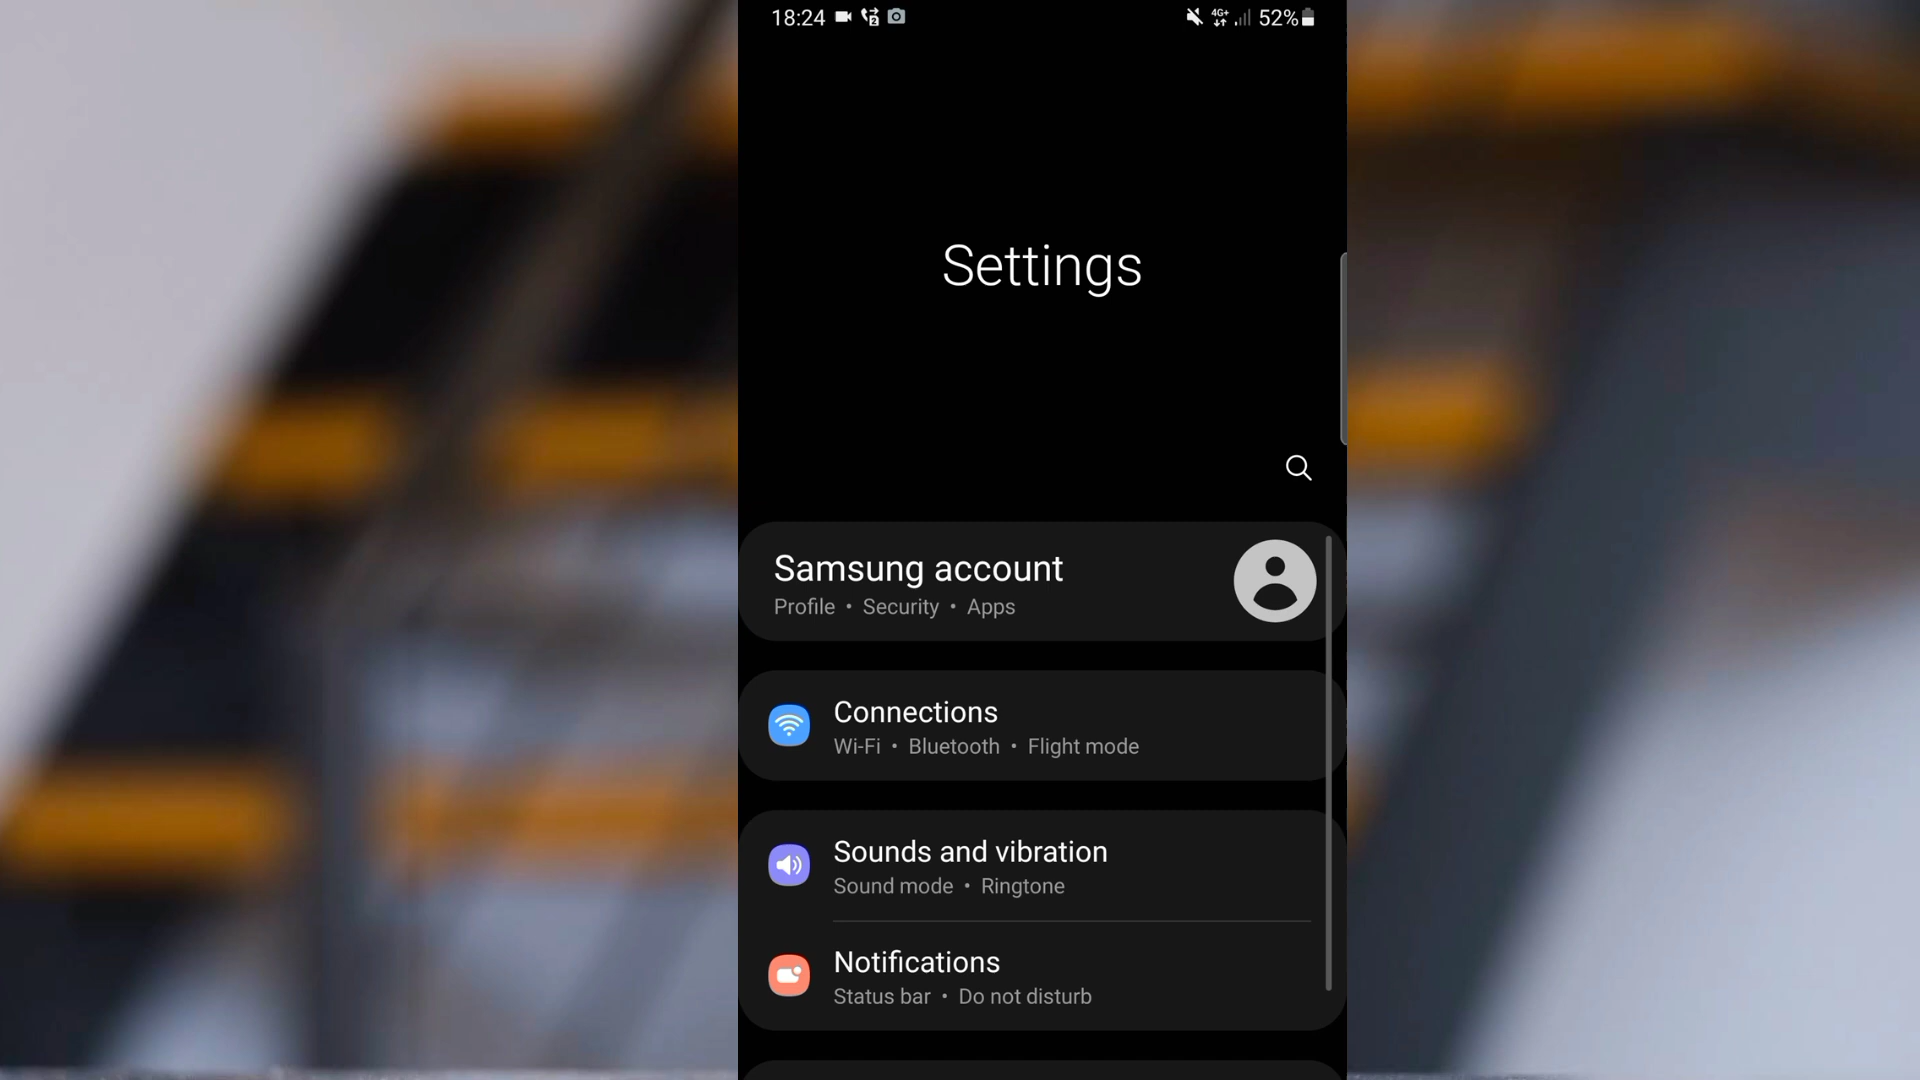 18:24 4G+ 52%
Settings
Samsung account
Profile • Security • Apps
Connections
Wi-Fi • Bluetooth • Flight mode
Sounds and vibration
Sound mode • Ringtone
Notifications
Status bar • Do not disturb